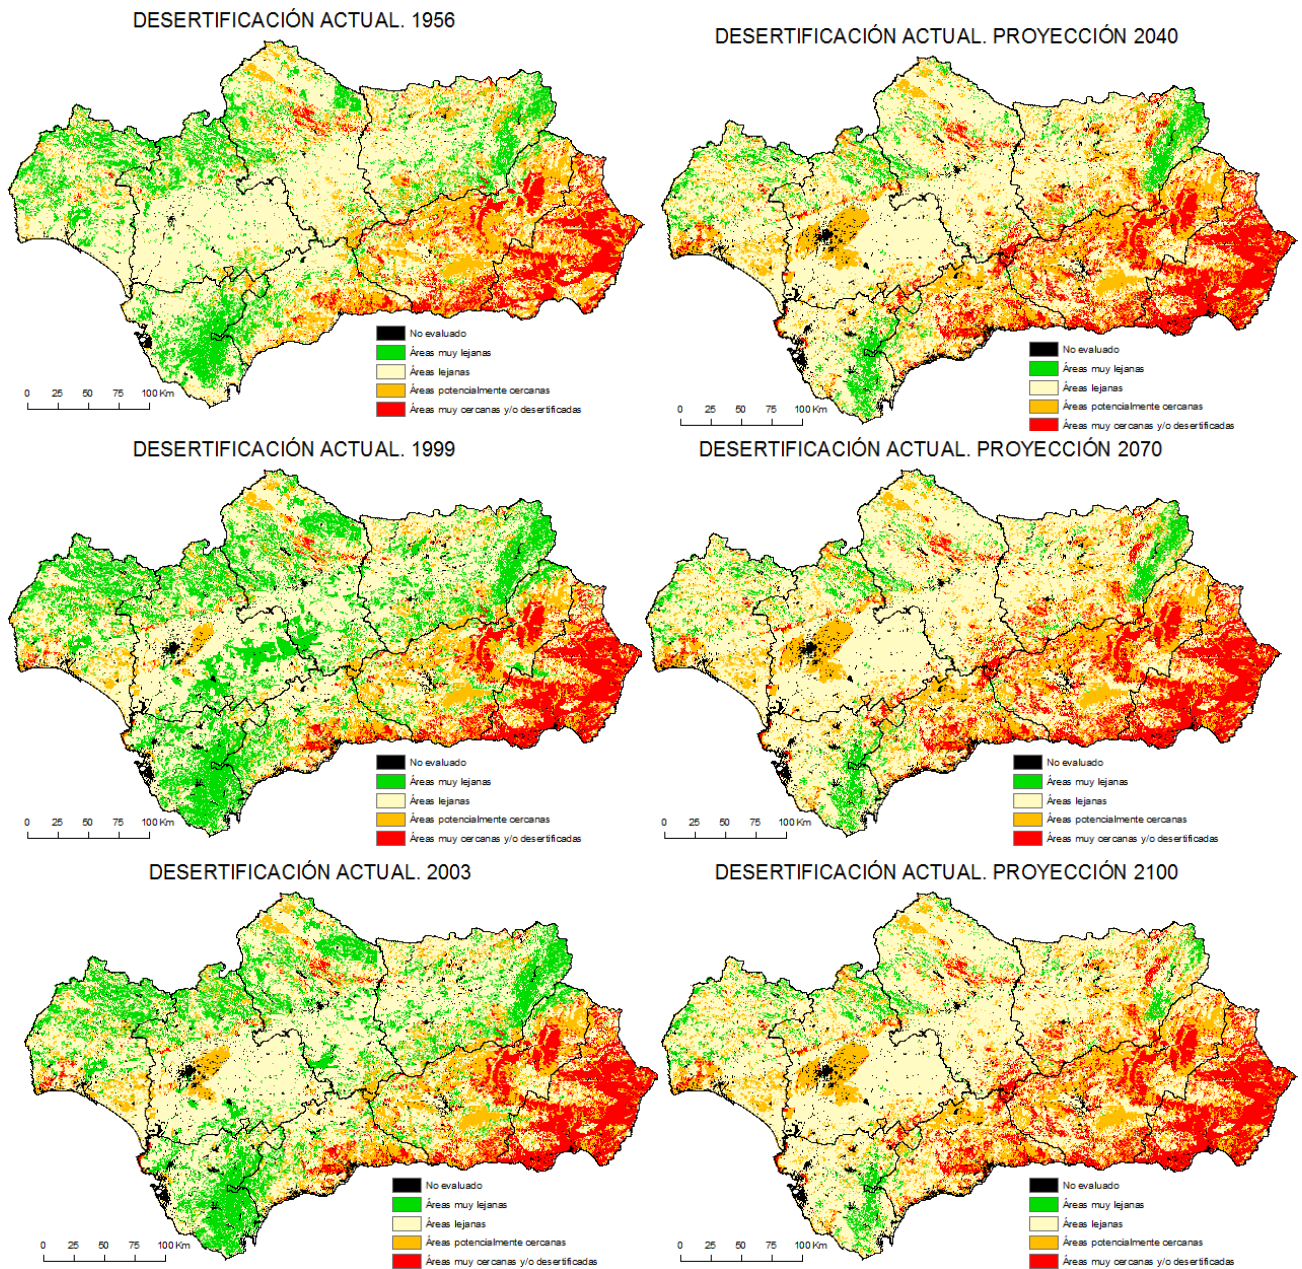 DESERTIFICACIÓN ACTUAL. 1956
No evaluado
Áreas muy lejanas
Áreas lejanas
Áreas potencialmente cercanas
Áreas muy cercanas y/o desertificadas
0 25 50 75 100 Km
DESERTIFICACIÓN ACTUAL. PROYECCIÓN 2040
No evaluado
Áreas muy lejanas
Áreas lejanas
Áreas potencialmente cercanas
Áreas muy cercanas y/o desertificadas
0 25 50 75 100 Km
DESERTIFICACIÓN ACTUAL. 1999
No evaluado
Áreas muy lejanas
Áreas lejanas
Áreas potencialmente cercanas
Áreas muy cercanas y/o desertificadas
0 25 50 75 100 Km
DESERTIFICACIÓN ACTUAL. PROYECCIÓN 2070
No evaluado
Áreas muy lejanas
Áreas lejanas
Áreas potencialmente cercanas
Áreas muy cercanas y/o desertificadas
0 25 50 75 100 Km
DESERTIFICACIÓN ACTUAL. 2003
No evaluado
Áreas muy lejanas
Áreas lejanas
Áreas potencialmente cercanas
Áreas muy cercanas y/o desertificadas
0 25 50 75 100 Km
DESERTIFICACIÓN ACTUAL. PROYECCIÓN 2100
No evaluado
Áreas muy lejanas
Áreas lejanas
Áreas potencialmente cercanas
Áreas muy cercanas y/o desertificadas
0 25 50 75 100 Km